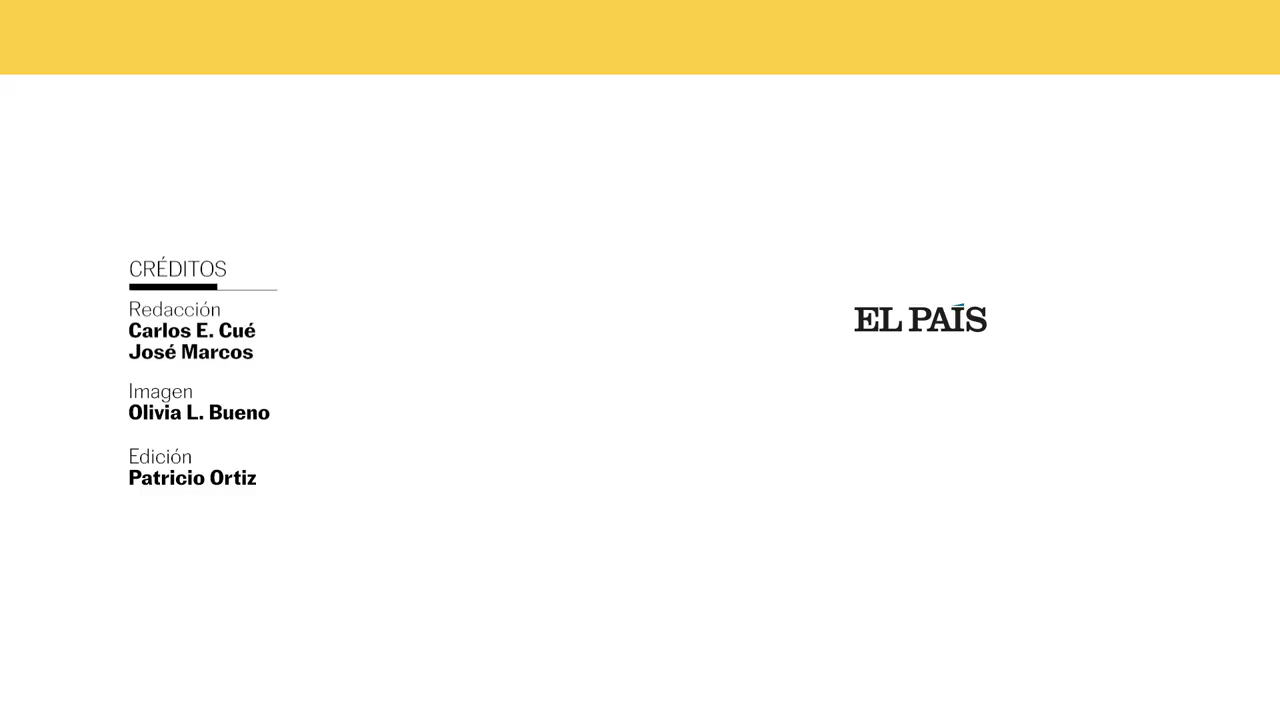 CRÉDITOS
Redacción
Carlos E. Cué
José Marcos
Imagen
Olivia L. Bueno
Edición
Patricio Ortiz
EL PAÍS